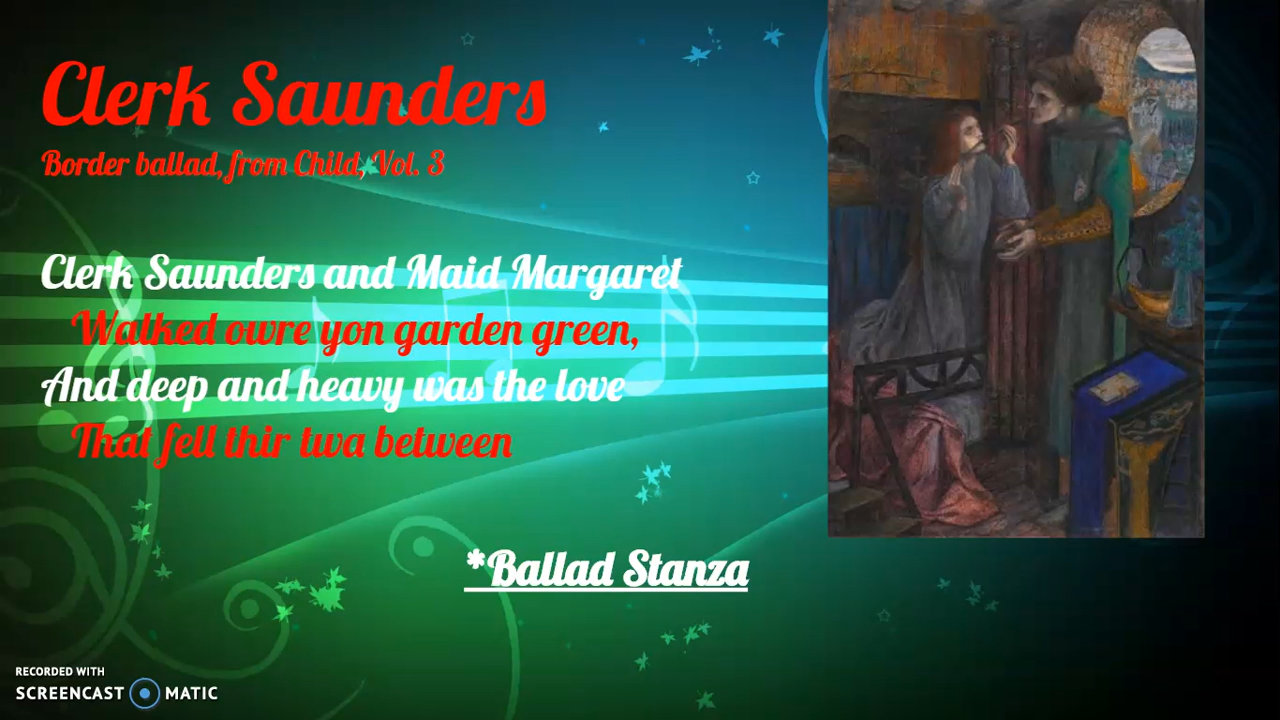 Clerk Saunders
Border ballad, from Child, Vol. 3
Clerk Saunders and Maid Margaret
Walked owre yon garden green,
And deep and heavy was the love
That fell thir twa between
*Ballad Stanza
RECORDED WITH
SCREENCAST MATIC